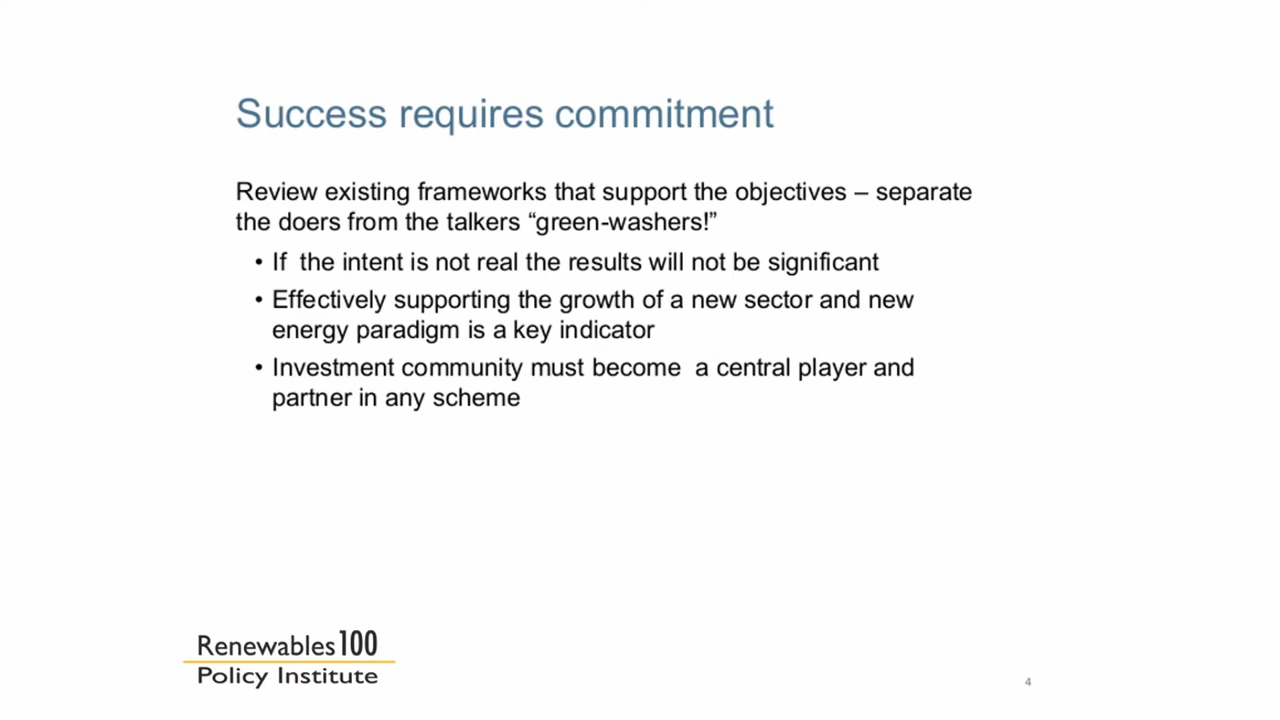 Success requires commitment
Review existing frameworks that support the objectives – separate
the doers from the talkers “green-washers!”
• If  the intent is not real the results will not be significant
• Effectively supporting the growth of a new sector and new
energy paradigm is a key indicator
• Investment community must become  a central player and
partner in any scheme
Renewables100
Policy Institute
4